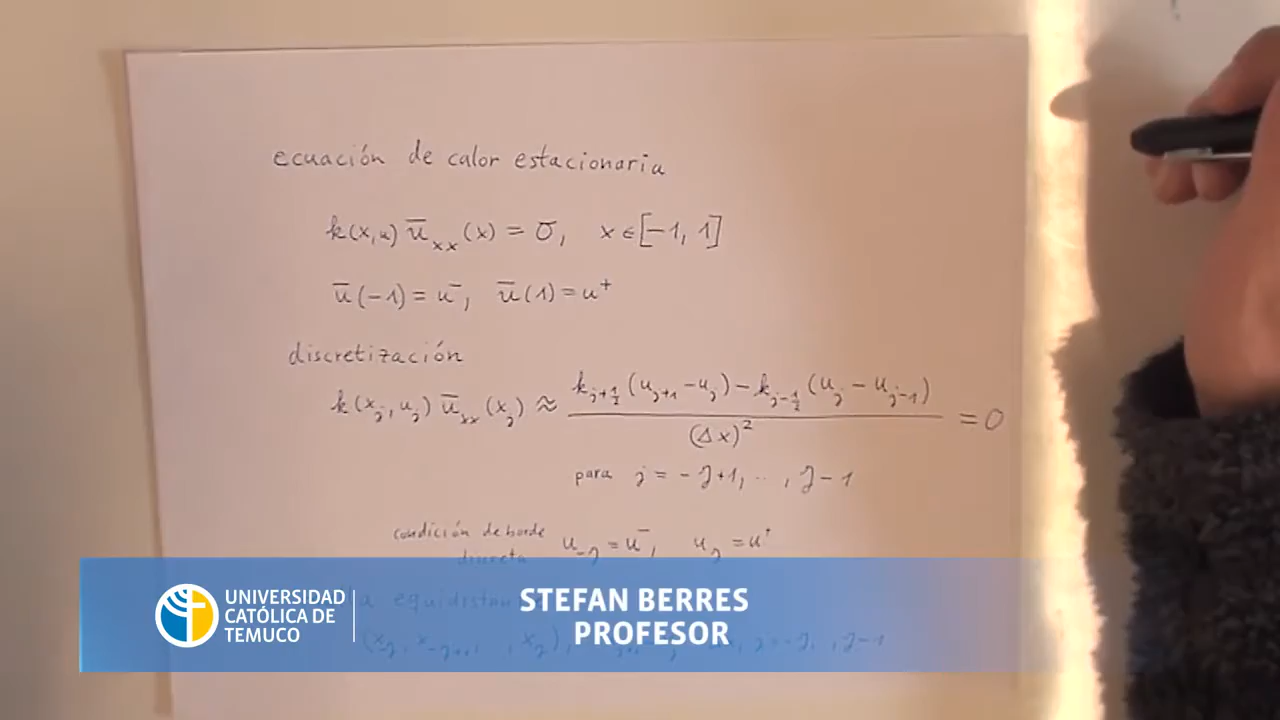 ecuación de calor estacionaria
k(x,u) ū_xx (x) = 0, x ∈ [-1, 1]
ū(-1) = u⁻, ū(1) = u⁺
discretización
k(x_j, u_j) ū_xx (x_j) ≈ (k_{j+1/2} (u_{j+1} - u_j) - k_{j-1/2} (u_j - u_{j-1})) / (Δx)² = 0
para j = -J+1, .., J-1
condición de borde
discreta u_{-J} = u⁻, u_J = u⁺
UNIVERSIDAD
CATÓLICA DE
TEMUCO
STEFAN BERRES
PROFESOR